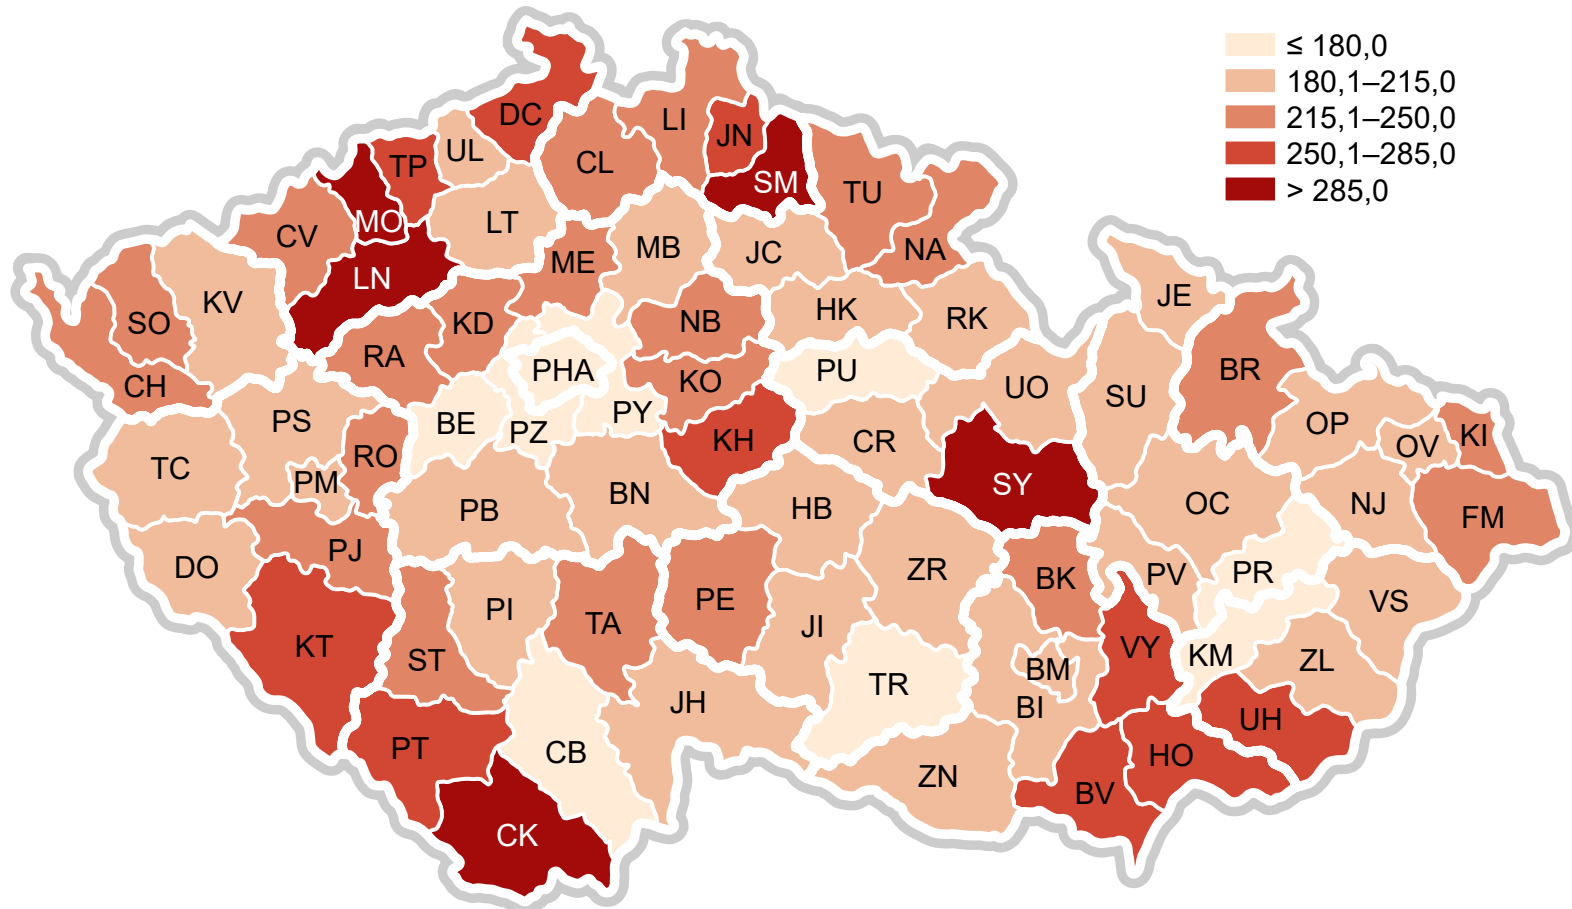 ≤ 180,0
180,1–215,0
215,1–250,0
250,1–285,0
> 285,0
DC
LI
JN
UL
TP
CL
SM
TU
MO
LT
CV
MB
JC
NA
ME
LN
KV
SO
JE
KD
NB
HK
RK
RA
PHA
PU
BR
CH
KO
UO
SU
PS
BE
PZ
PY
KH
CR
OP
OV
KI
RO
TC
PM
SY
BN
PB
HB
OC
NJ
FM
PJ
DO
ZR
BK
PV
PR
PE
VS
PI
TA
JI
KT
ST
VY
KM
ZL
BM
TR
JH
BI
UH
PT
CB
HO
ZN
BV
CK